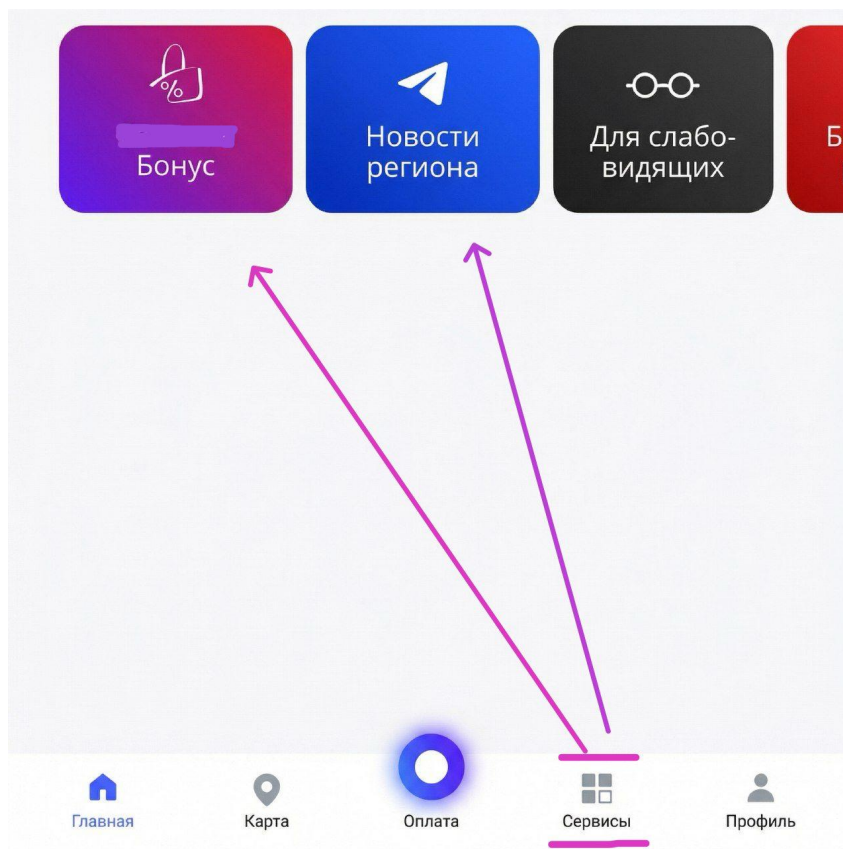 %
Бонус
Новости
региона
Для слабо-
видящих
Б
Главная
Карта
Оплата
Сервисы
Профиль